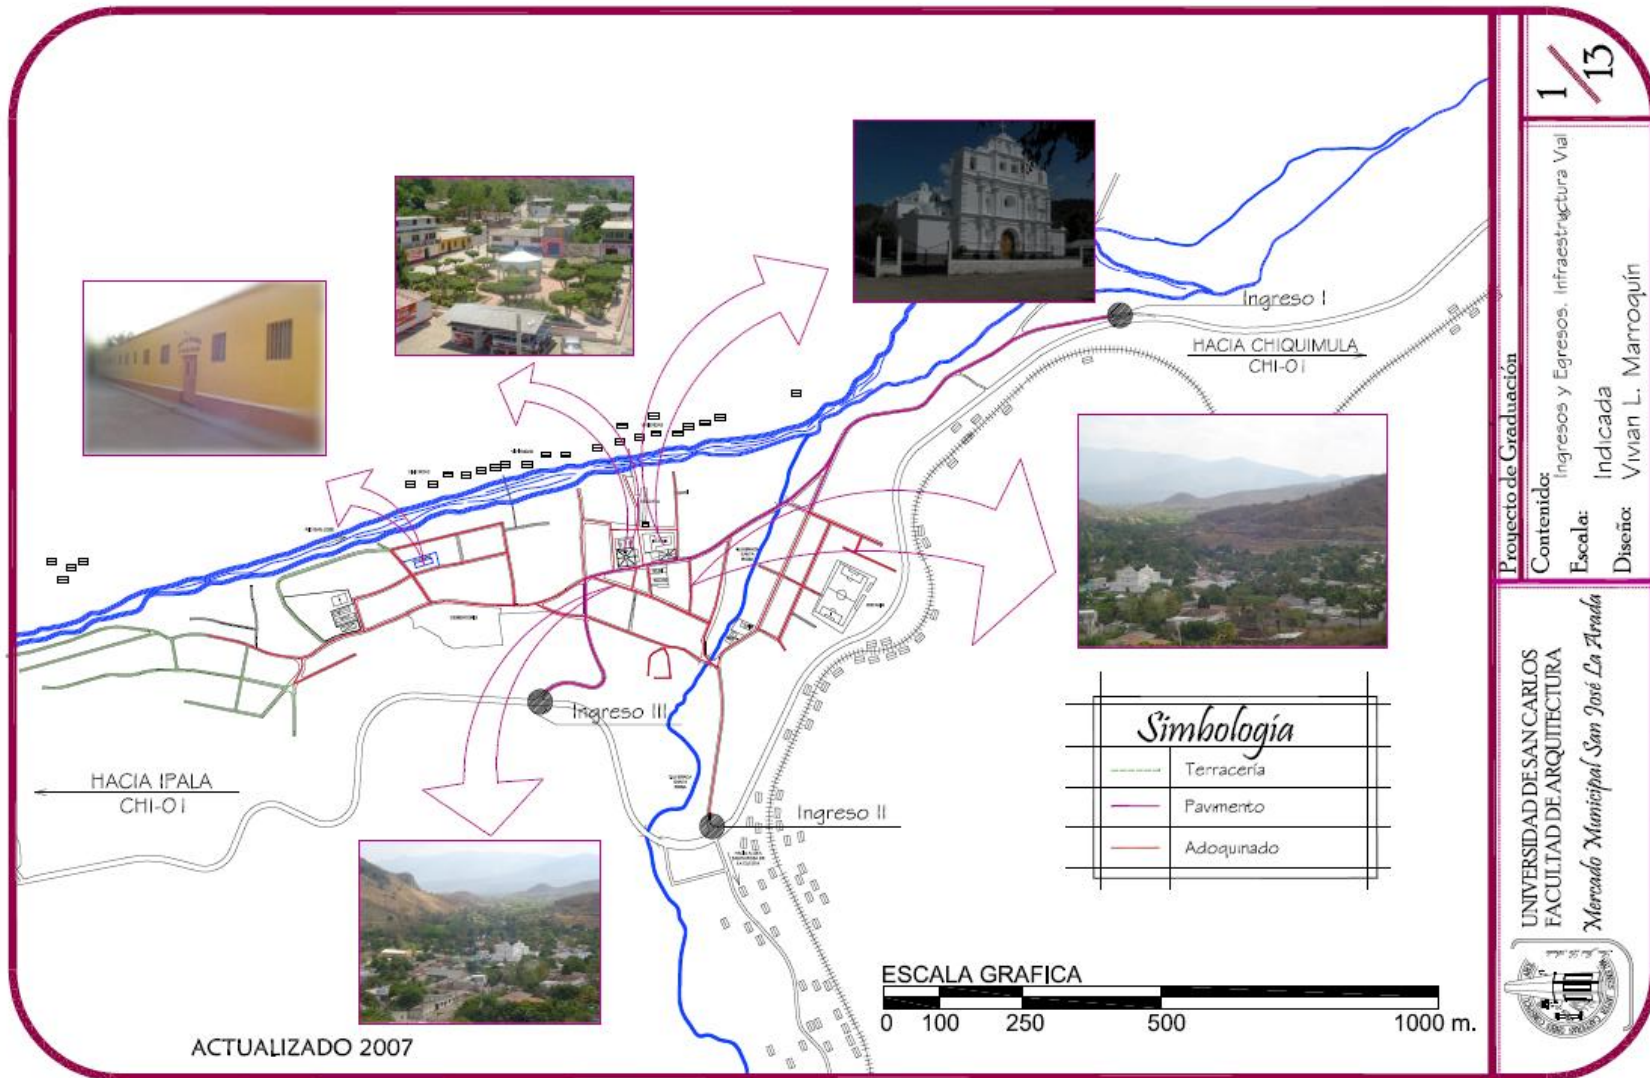 Ingreso I
HACIA CHIQUIMULA
CHI-01
Ingreso III
HACIA IPALA
CHI-01
Ingreso II
Simbología
Terracería
Pavimento
Adoquinado
ESCALA GRAFICA
0 100 250 500 1000 m.
ACTUALIZADO 2007
1/13
Proyecto de Graduación
Contenido:
Ingresos y Egresos. Infraestructura Vial
Escala:
Indicada
Diseño:
Vivian L. Marroquín
UNIVERSIDAD DE SAN CARLOS
FACULTAD DE ARQUITECTURA
Mercado Municipal San José La Arada